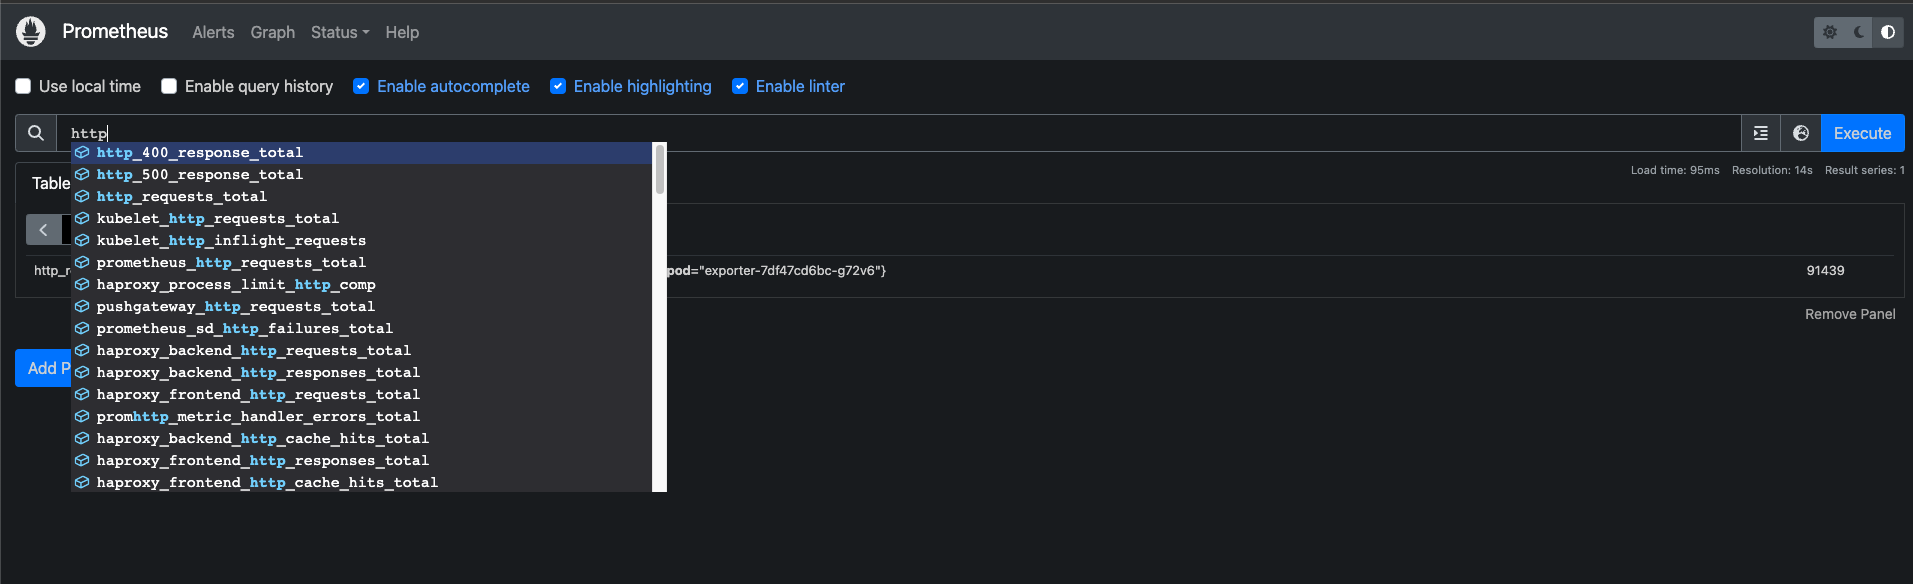 Prometheus Alerts Graph Status Help
Use local time Enable query history Enable autocomplete Enable highlighting Enable linter
http Execute
Load time: 95ms Resolution: 14s Result series: 1
Table
http_400_response_total
http_500_response_total
http_requests_total
kubelet_http_requests_total
kubelet_http_inflight_requests
prometheus_http_requests_total
haproxy_process_limit_http_comp
pushgateway_http_requests_total
prometheus_sd_http_failures_total
haproxy_backend_http_requests_total
haproxy_backend_http_responses_total
haproxy_frontend_http_requests_total
promhttp_metric_handler_errors_total
haproxy_backend_http_cache_hits_total
haproxy_frontend_http_responses_total
haproxy_frontend_http_cache_hits_total
http_r pod="exporter-7df47cd6bc-g72v6"} 91439
Remove Panel
Add P